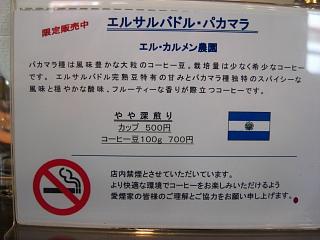 限定販売中
エルサルバドル・パカマラ
エル・カルメン農園
パカマラ種は風味豊かな大粒のコーヒー豆。栽培量は少なく希少なコーヒー
です。 エルサルバドル完熟豆特有の甘みとパカマラ種独特のスパイシーな
風味と穏やかな酸味、フルーティーな香りが際立つコーヒーです。
やや深煎り
カップ 500円
コーヒー豆100g 700円
店内禁煙とさせていただいています。
より快適な環境でコーヒーをお楽しみいただけるよう
愛煙家の皆様のご理解とご協力をお願い申し上げます。